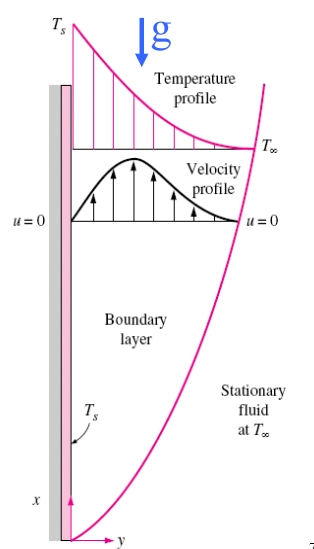 T_s
g
Temperature
profile
T_∞
Velocity
profile
u = 0
u = 0
Boundary
layer
Stationary
fluid
at T_∞
T_s
x
y